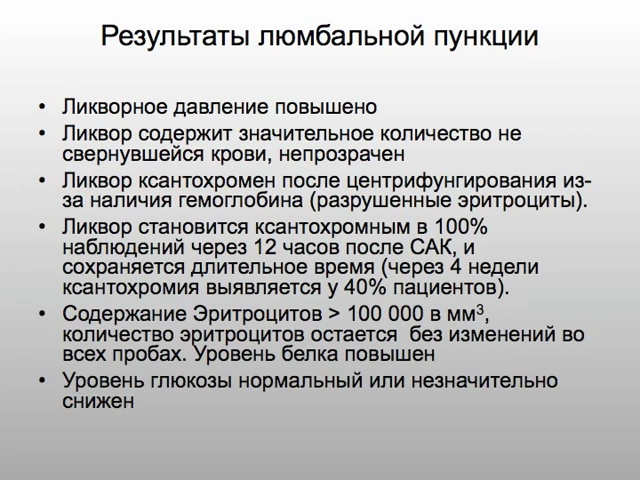 Результаты люмбальной пункции
• Ликворное давление повышено
• Ликвор содержит значительное количество не
свернувшейся крови, непрозрачен
• Ликвор ксантохромен после центрифунгирования из-
за наличия гемоглобина (разрушенные эритроциты).
• Ликвор становится ксантохромным в 100%
наблюдений через 12 часов после САК, и
сохраняется длительное время (через 4 недели
ксантохромия выявляется у 40% пациентов).
• Содержание Эритроцитов > 100 000 в мм³,
количество эритроцитов остается без изменений во
всех пробах. Уровень белка повышен
• Уровень глюкозы нормальный или незначительно
снижен